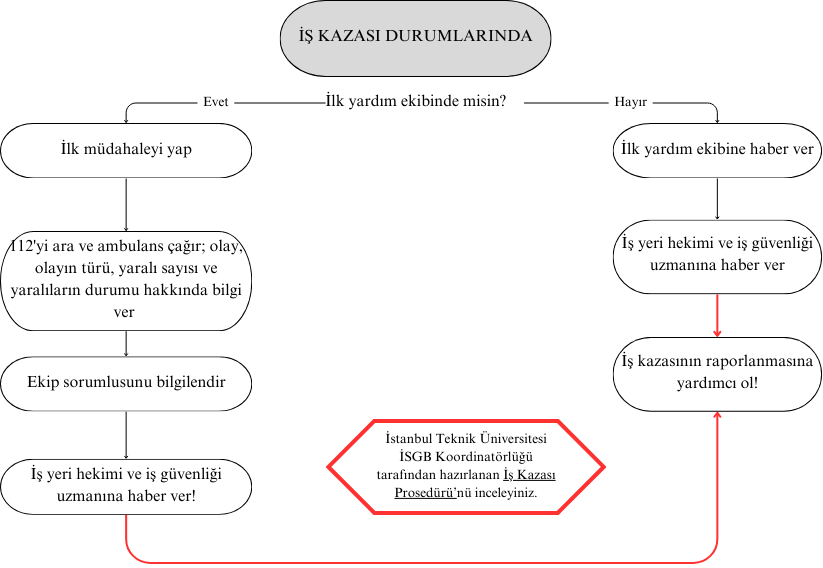 İŞ KAZASI DURUMLARINDA
Evet
İlk yardım ekibinde misin?
Hayır
İlk müdahaleyi yap
112'yi ara ve ambulans çağır; olay,
olayın türü, yaralı sayısı ve
yaralıların durumu hakkında bilgi
ver
Ekip sorumlusunu bilgilendir
İş yeri hekimi ve iş güvenliği
uzmanına haber ver!
İlk yardım ekibine haber ver
İş yeri hekimi ve iş güvenliği
uzmanına haber ver
İş kazasının raporlanmasına
yardımcı ol!
İstanbul Teknik Üniversitesi
İSGB Koordinatörlüğü
tarafından hazırlanan İş Kazası
Prosedürü'nü inceleyiniz.